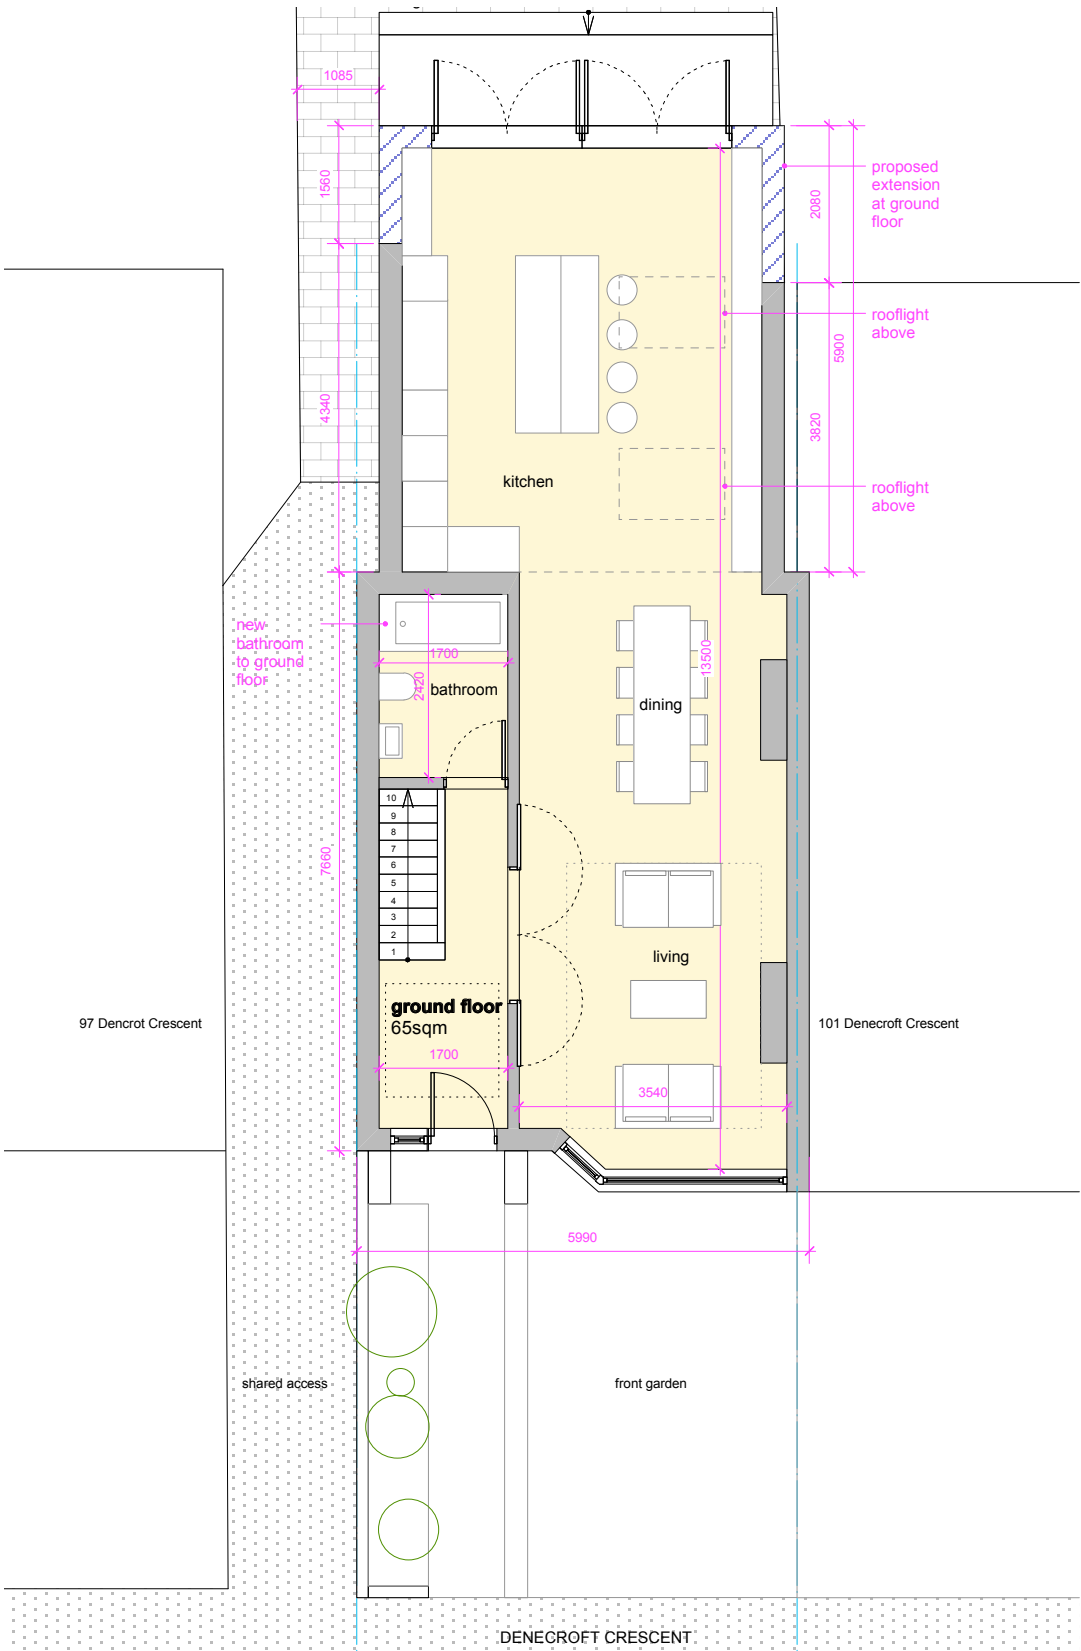 1085
1560
2080
proposed
extension
at ground
floor
rooflight
above
5900
4340
3820
kitchen
rooflight
above
new
bathroom
to ground
floor
1700
2420
bathroom
13500
dining
10
9
8
7
6
5
4
3
2
1
7660
living
ground floor
65sqm
97 Dencrot Crescent
101 Denecroft Crescent
1700
3540
5990
shared access
front garden
DENECROFT CRESCENT